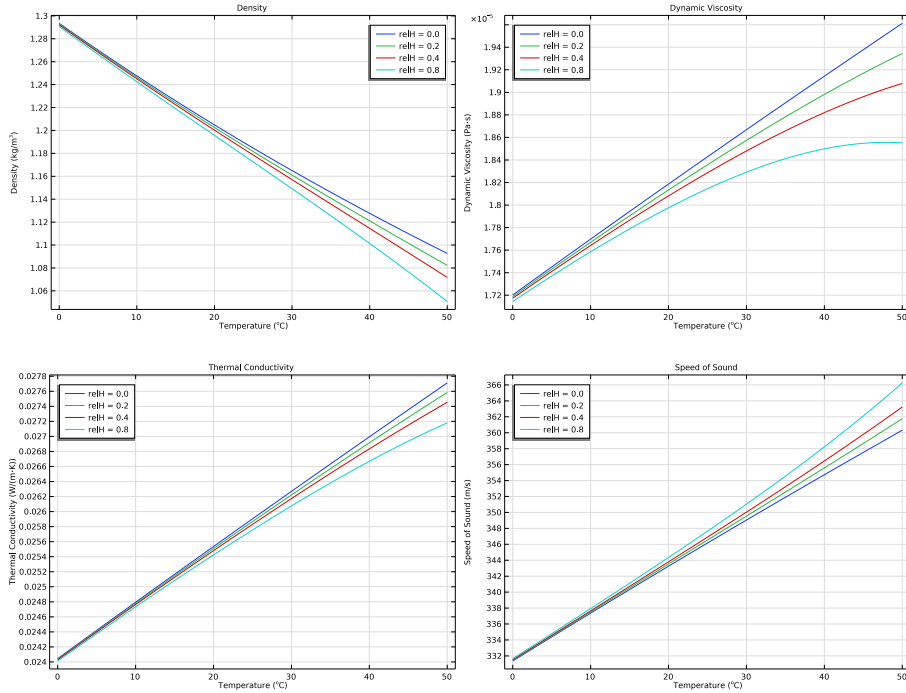 Density
1.3
1.28
1.26
1.24
1.22
1.2
1.18
1.16
1.14
1.12
1.1
1.08
1.06
Density (kg/m³)
relH = 0.0
relH = 0.2
relH = 0.4
relH = 0.8
0 10 20 30 40 50
Temperature (°C)
Dynamic Viscosity
×10⁻⁵
1.94
1.92
1.9
1.88
1.86
1.84
1.82
1.8
1.78
1.76
1.74
1.72
Dynamic Viscosity (Pa·s)
relH = 0.0
relH = 0.2
relH = 0.4
relH = 0.8
0 10 20 30 40 50
Temperature (°C)
Thermal Conductivity
0.0278
0.0276
0.0274
0.0272
0.027
0.0268
0.0266
0.0264
0.0262
0.026
0.0258
0.0256
0.0254
0.0252
0.025
0.0248
0.0246
0.0244
0.0242
0.024
Thermal Conductivity (W/(m·K))
relH = 0.0
relH = 0.2
relH = 0.4
relH = 0.8
0 10 20 30 40 50
Temperature (°C)
Speed of Sound
366
364
362
360
358
356
354
352
350
348
346
344
342
340
338
336
334
332
Speed of Sound (m/s)
relH = 0.0
relH = 0.2
relH = 0.4
relH = 0.8
0 10 20 30 40 50
Temperature (°C)